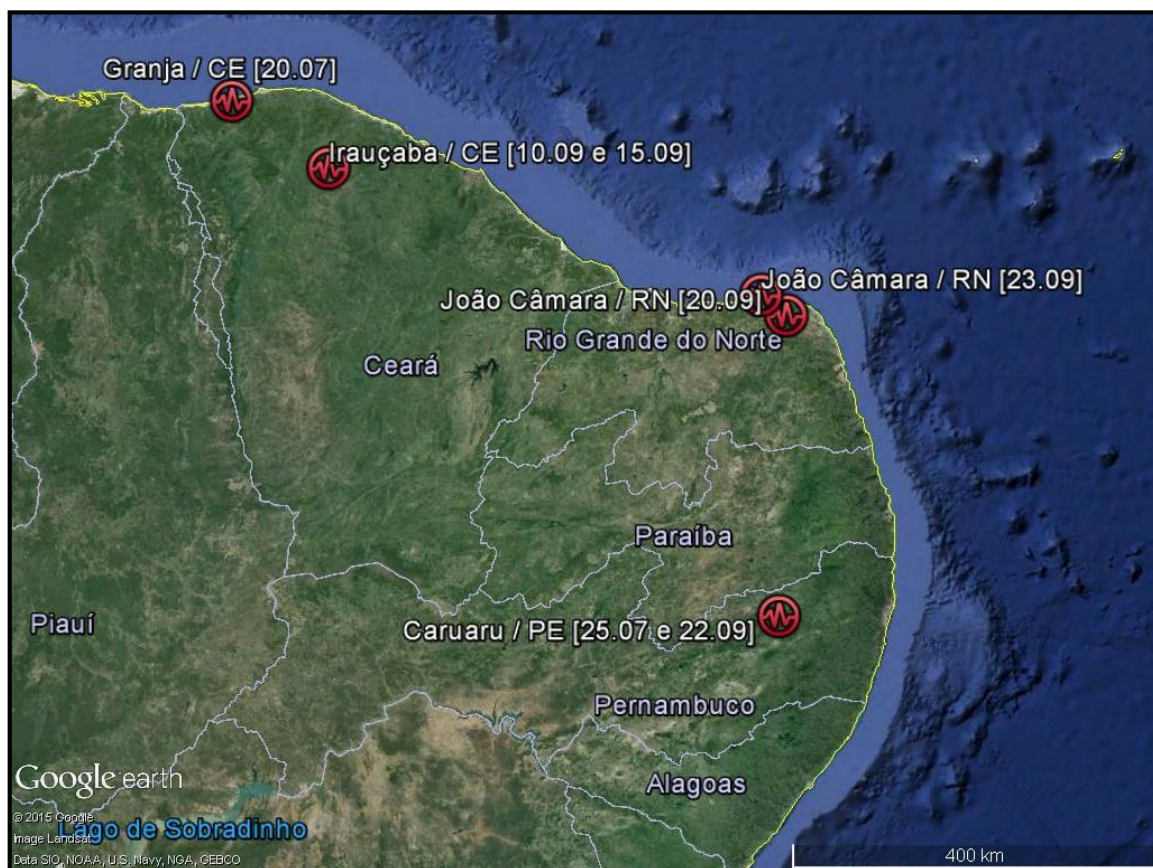 Granja / CE [20.07]
Irauçaba / CE [10.09 e 15.09]
João Câmara / RN [23.09]
João Câmara / RN [20.09]
Rio Grande do Norte
Ceará
Paraíba
Piauí
Caruaru / PE [25.07 e 22.09]
Pernambuco
Alagoas
Google earth
© 2015 Google
Lago de Sobradinho
Image Landsat
Data SIO, NOAA, U.S. Navy, NGA, GEBCO
400 km